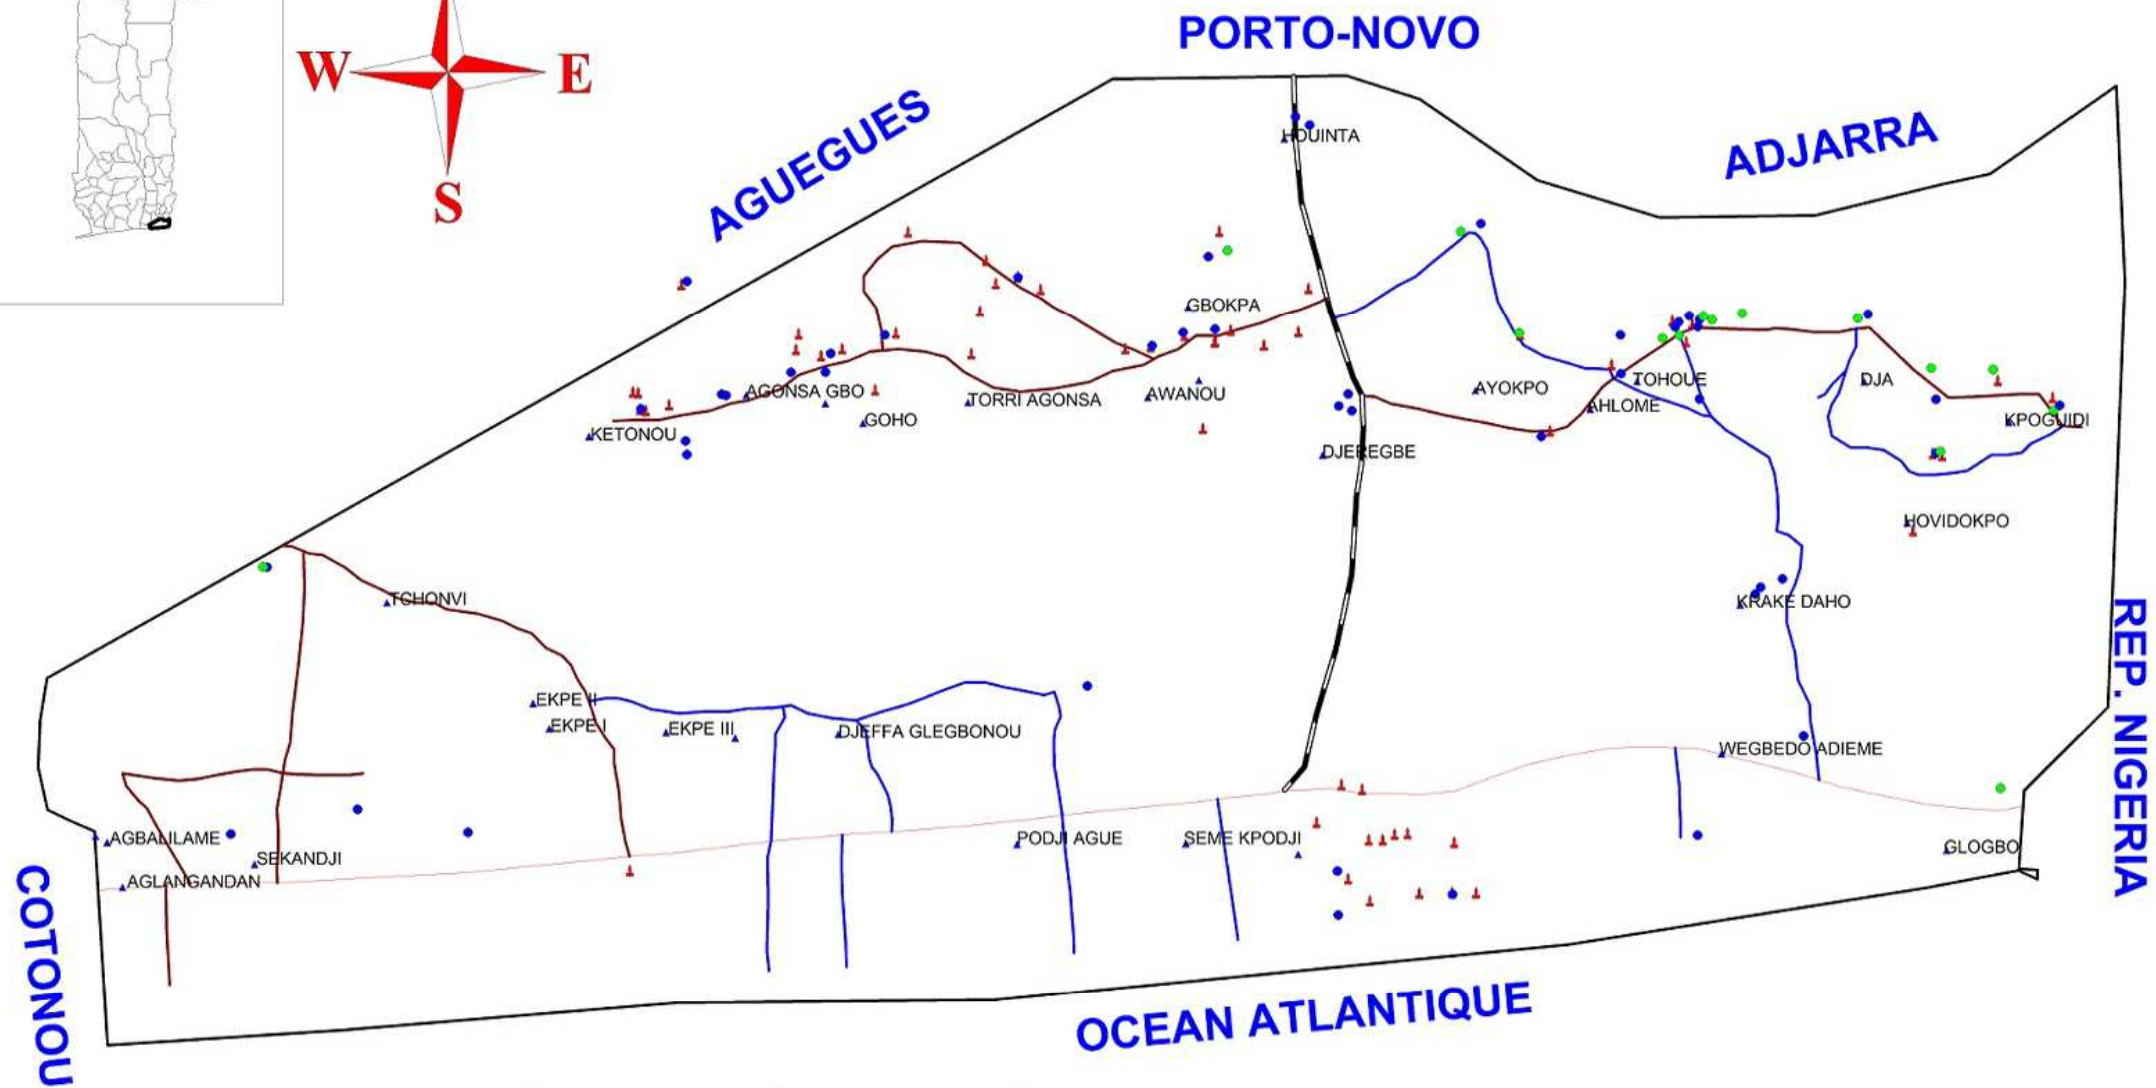 PORTO-NOVO
W
E
S
AGUEGUES
ADJARRA
HOUINTA
GBOKPA
AGONSA GBO
GOHO
TORRI AGONSA
AWANOU
AYOKPO
TOHOUE
AHLOME
DJA
KPOGUIDI
KETONOU
DJEREGBE
HOVIDOKPO
TCHONVI
KRAKE DAHO
REP. NIGERIA
EKPE II
EKPE I
EKPE III
DJEFFA GLEGBONOU
WEGBEDO ADIEME
AGBALILAME
SEKANDJI
AGLANGANDAN
PODJI AGUE
SEME KPODJI
GLOGBO
COTONOU
OCEAN ATLANTIQUE